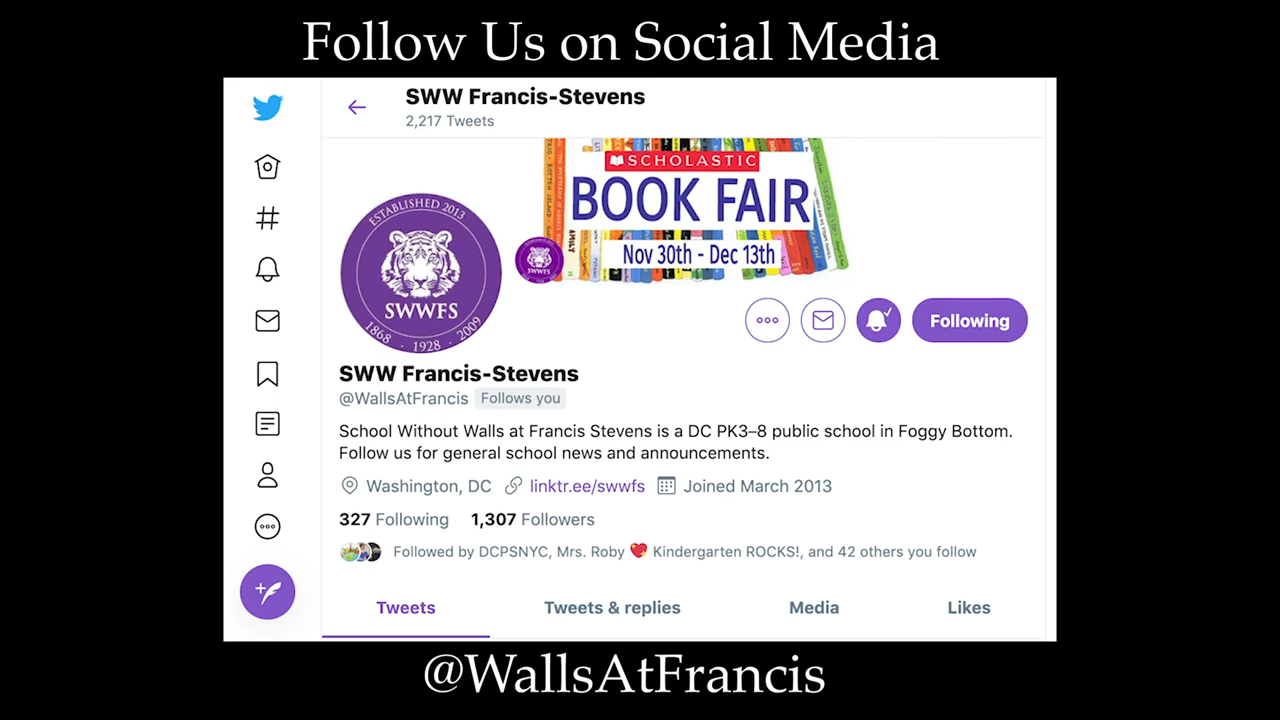 Follow Us on Social Media
SWW Francis-Stevens
2,217 Tweets
SCHOLASTIC
BOOK FAIR
Nov 30th - Dec 13th
SWWFS
ESTABLISHED 2013
SWWFS
1868 - 1928 - 2009
Following
SWW Francis-Stevens
@WallsAtFrancis Follows you
School Without Walls at Francis Stevens is a DC PK3–8 public school in Foggy Bottom.
Follow us for general school news and announcements.
Washington, DC linktr.ee/swwfs Joined March 2013
327 Following 1,307 Followers
Followed by DCPSNYC, Mrs. Roby 💖 Kindergarten ROCKS!, and 42 others you follow
Tweets Tweets & replies Media Likes
@WallsAtFrancis